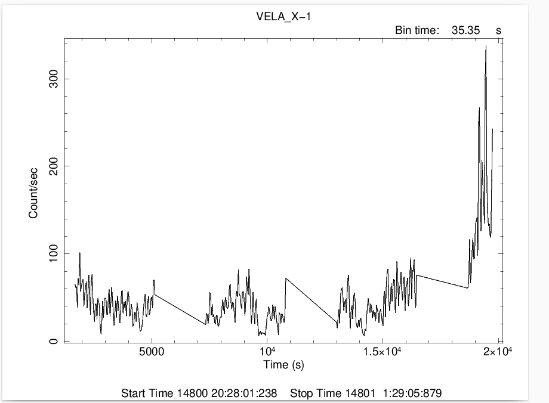 VELA_X−1
Bin time: 35.35 s
Count/sec
300
200
100
0
5000 10⁴ 1.5×10⁴ 2×10⁴
Time (s)
Start Time 14800 20:28:01:238 Stop Time 14801 1:29:05:879